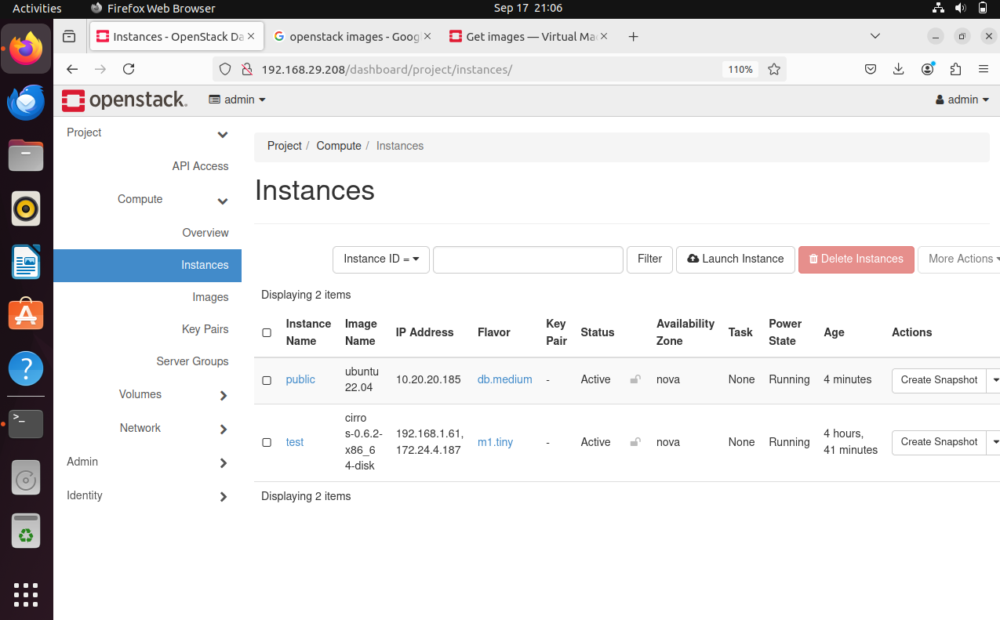 Activities Firefox Web Browser Sep 17 21:06
Instances - OpenStack Da openstack images - Goog Get images — Virtual Ma
192.168.29.208/dashboard/project/instances/ 110%
openstack. admin admin
Project
API Access
Compute
Overview
Instances
Images
Key Pairs
Server Groups
Volumes
Network
Admin
Identity
Project / Compute / Instances
Instances
Instance ID = Filter Launch Instance Delete Instances More Actions
Displaying 2 items
Instance Name Image Name IP Address Flavor Key Pair Status Availability Zone Task Power State Age Actions
public ubuntu 22.04 10.20.20.185 db.medium - Active nova None Running 4 minutes Create Snapshot
test cirro s-0.6.2- x86_6 4-disk 192.168.1.61, 172.24.4.187 m1.tiny - Active nova None Running 4 hours, 41 minutes Create Snapshot
Displaying 2 items